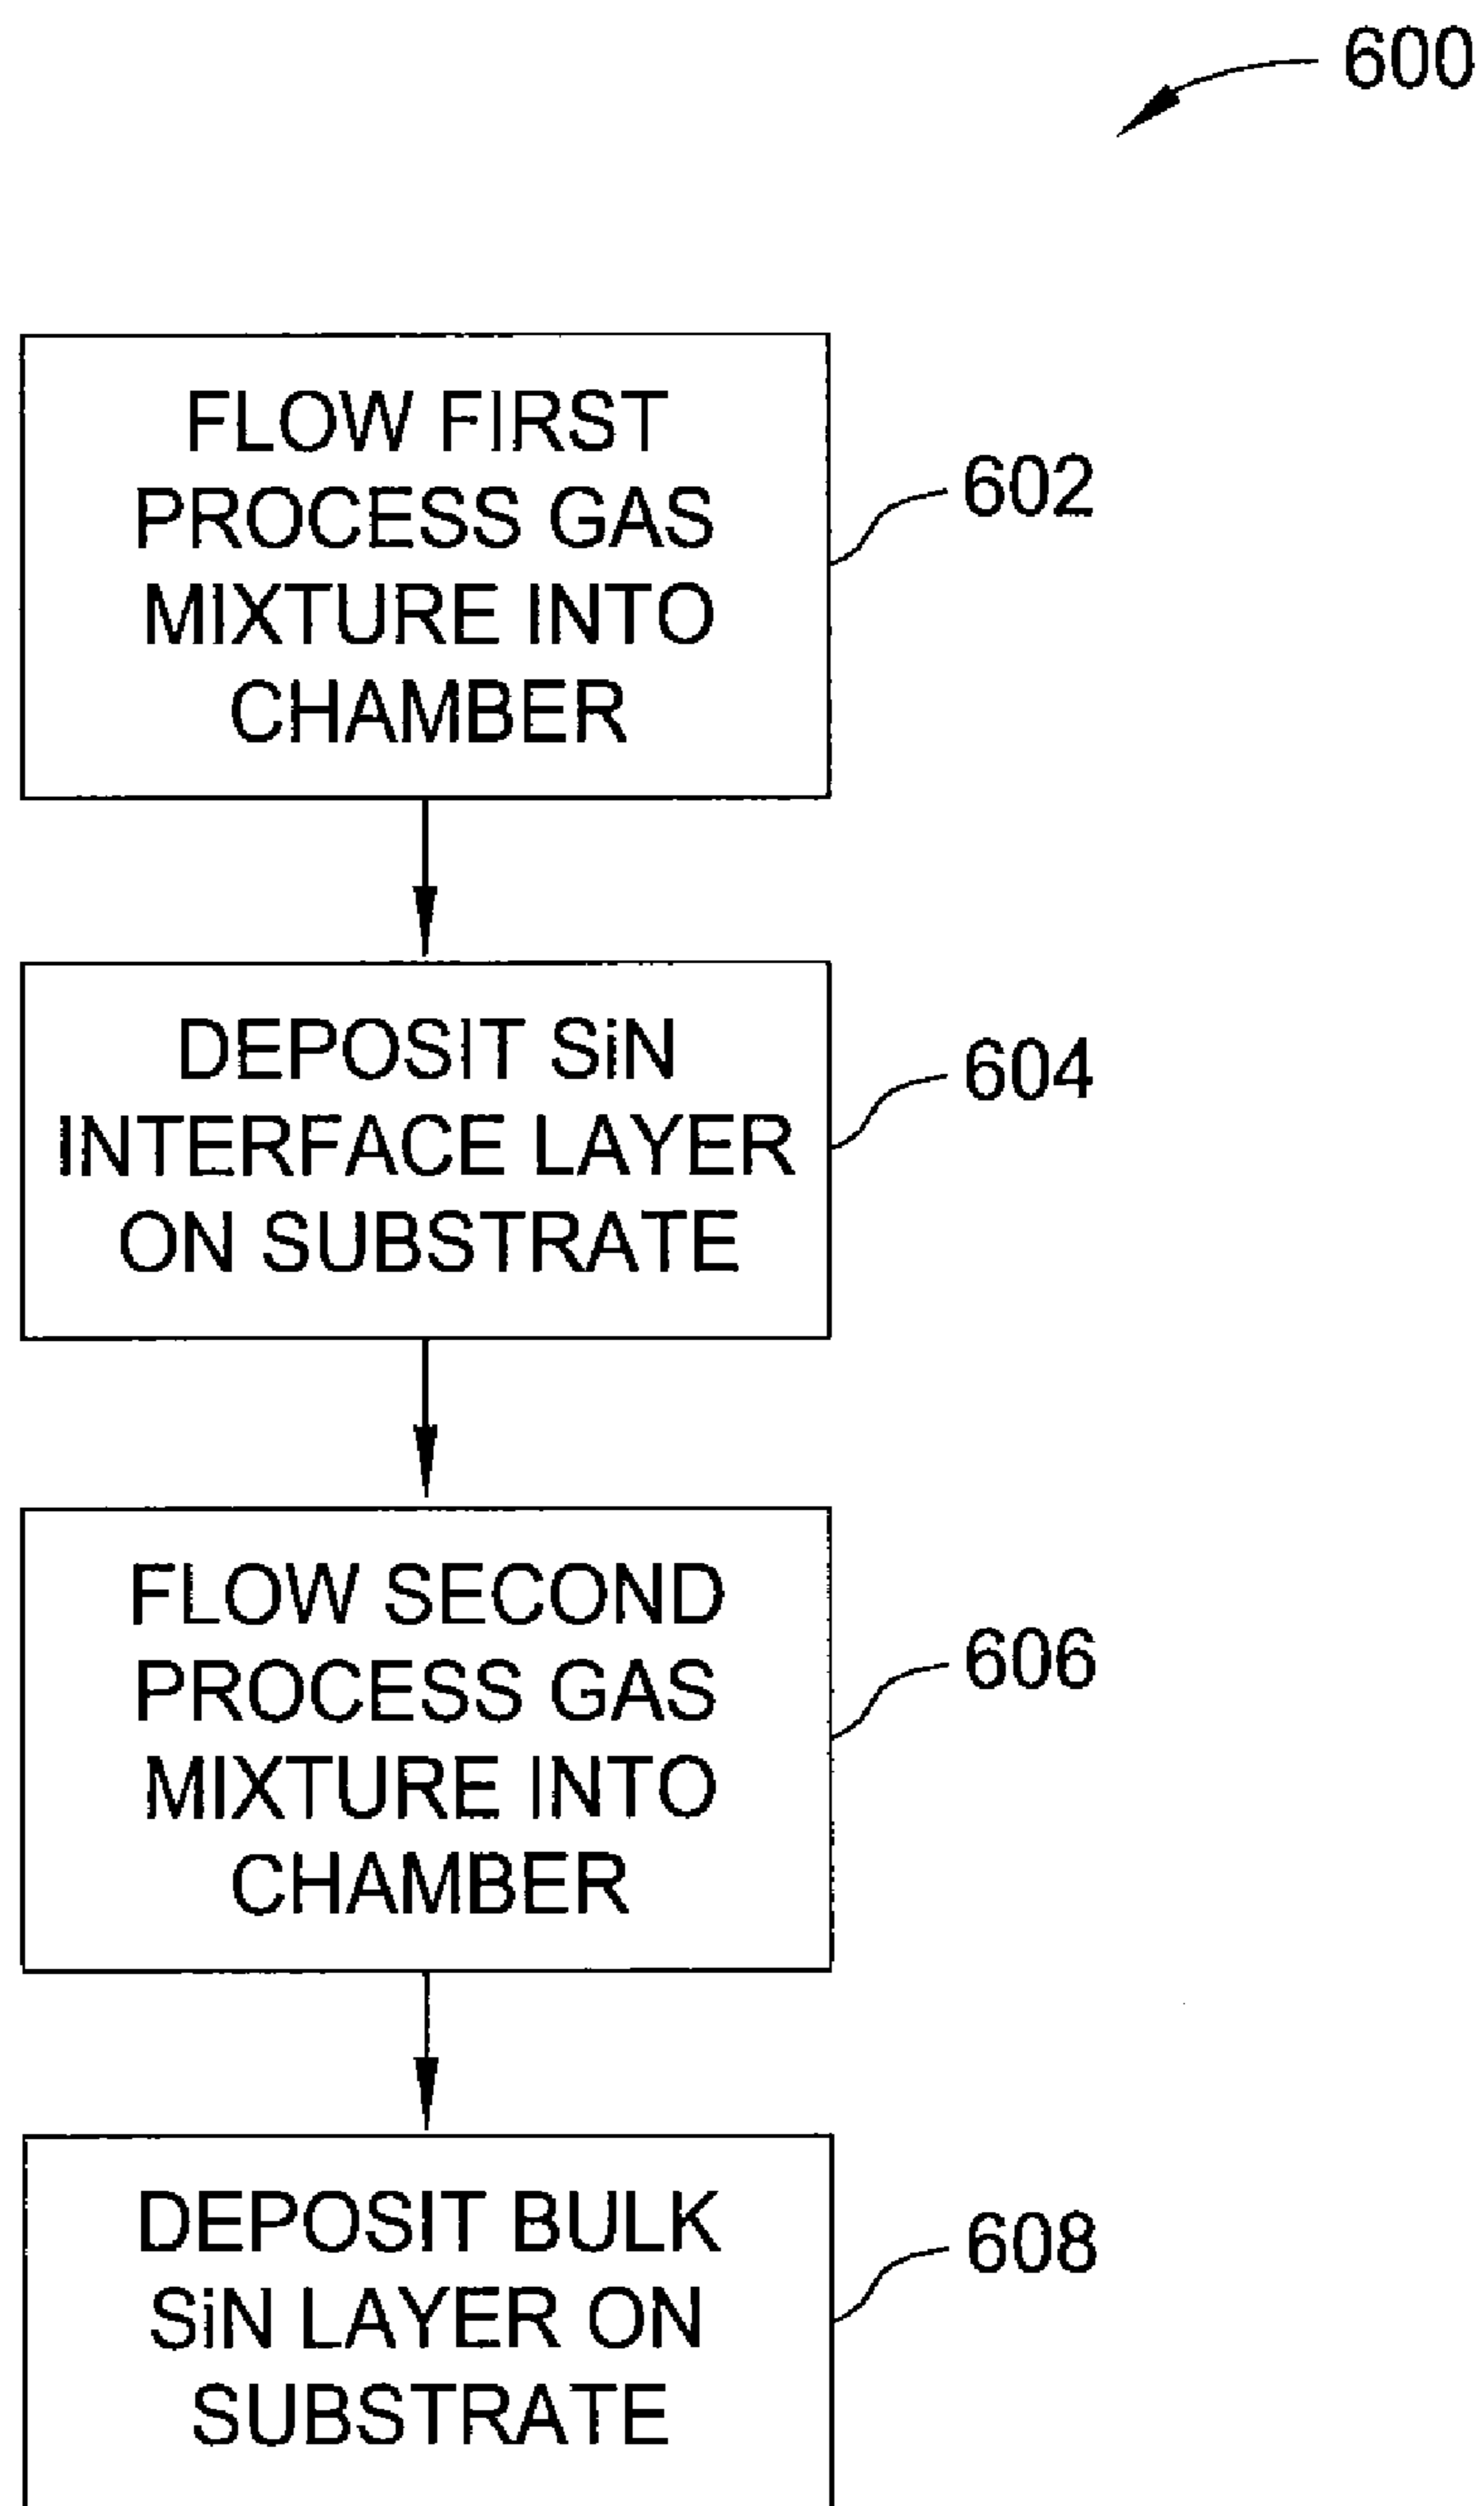 600
FLOW FIRST
PROCESS GAS
MIXTURE INTO
CHAMBER
602
DEPOSIT SiN
INTERFACE LAYER
ON SUBSTRATE
604
FLOW SECOND
PROCESS GAS
MIXTURE INTO
CHAMBER
606
DEPOSIT BULK
SiN LAYER ON
SUBSTRATE
608